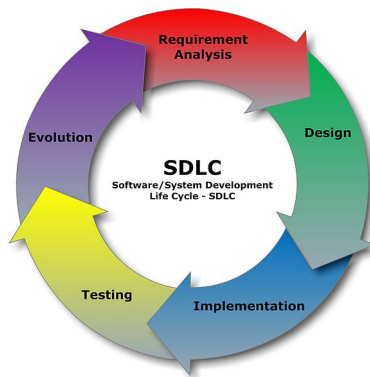 Requirement
Analysis
Design
Implementation
Testing
Evolution
SDLC
Software/System Development
Life Cycle - SDLC